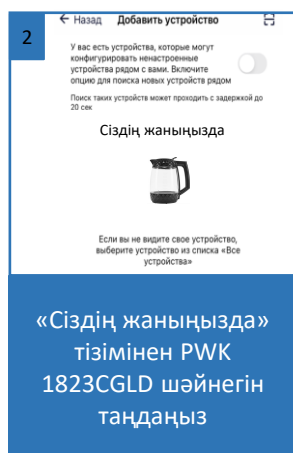 2
← Назад Добавить устройство
У вас есть устройства, которые могут
конфигурировать ненастроенные
устройства рядом с вами. Включите
опцию для поиска новых устройств рядом
Поиск таких устройств может проходить с задержкой до
20 сек
Сіздің жаныңызда
Если вы не видите свое устройство,
выберите устройство из списка «Все
устройства»
«Сіздің жаныңызда»
тізімінен PWK
1823CGLD шәйнегін
таңдаңыз